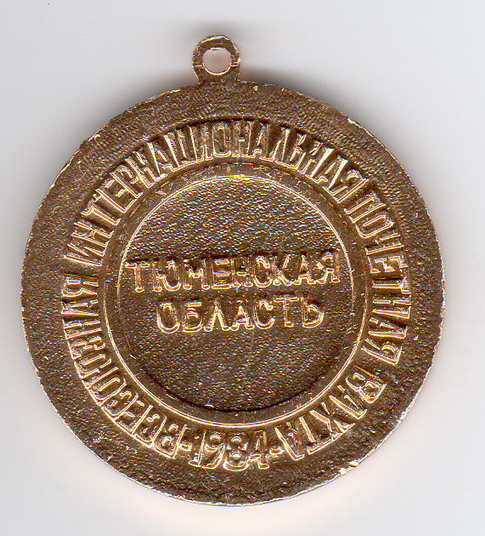 ВСЕСОЮЗНАЯ ИНТЕРНАЦИОНАЛЬНАЯ ПОЧЕТНАЯ ВАХТА
·1984·
ТЮМЕНСКАЯ
ОБЛАСТЬ